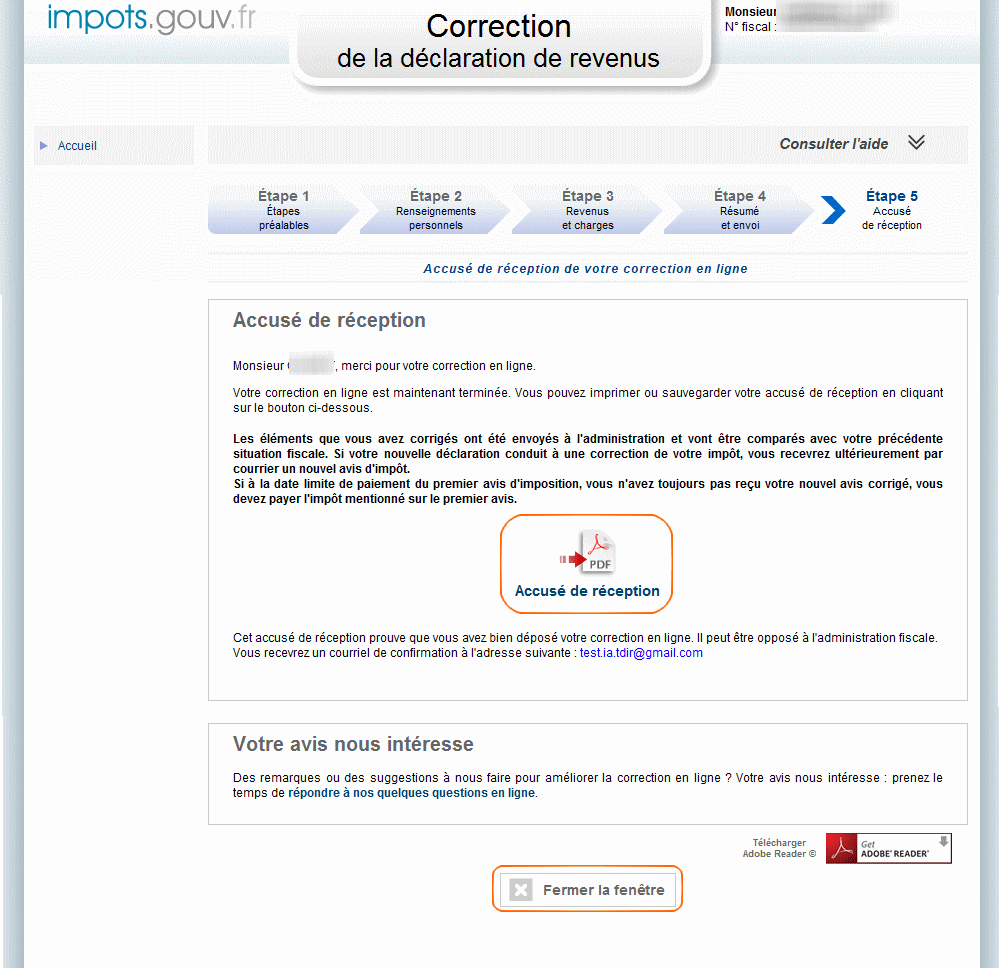 impots.gouv.fr
Correction
de la déclaration de revenus
Monsieur
N° fiscal :
Accueil
Consulter l'aide
Étape 1
Étapes
préalables
Étape 2
Renseignements
personnels
Étape 3
Revenus
et charges
Étape 4
Résumé
et envoi
Étape 5
Accusé
de réception
Accusé de réception de votre correction en ligne
Accusé de réception
Monsieur , merci pour votre correction en ligne.
Votre correction en ligne est maintenant terminée. Vous pouvez imprimer ou sauvegarder votre accusé de réception en cliquant
sur le bouton ci-dessous.
Les éléments que vous avez corrigés ont été envoyés à l'administration et vont être comparés avec votre précédente
situation fiscale. Si votre nouvelle déclaration conduit à une correction de votre impôt, vous recevrez ultérieurement par
courrier un nouvel avis d'impôt.
Si à la date limite de paiement du premier avis d'imposition, vous n'avez toujours pas reçu votre nouvel avis corrigé, vous
devez payer l'impôt mentionné sur le premier avis.
PDF
Accusé de réception
Cet accusé de réception prouve que vous avez bien déposé votre correction en ligne. Il peut être opposé à l'administration fiscale.
Vous recevrez un courriel de confirmation à l'adresse suivante : test.ia.tdir@gmail.com
Votre avis nous intéresse
Des remarques ou des suggestions à nous faire pour améliorer la correction en ligne ? Votre avis nous intéresse : prenez le
temps de répondre à nos quelques questions en ligne.
Télécharger
Adobe Reader ©
Get
ADOBE® READER®
Fermer la fenêtre